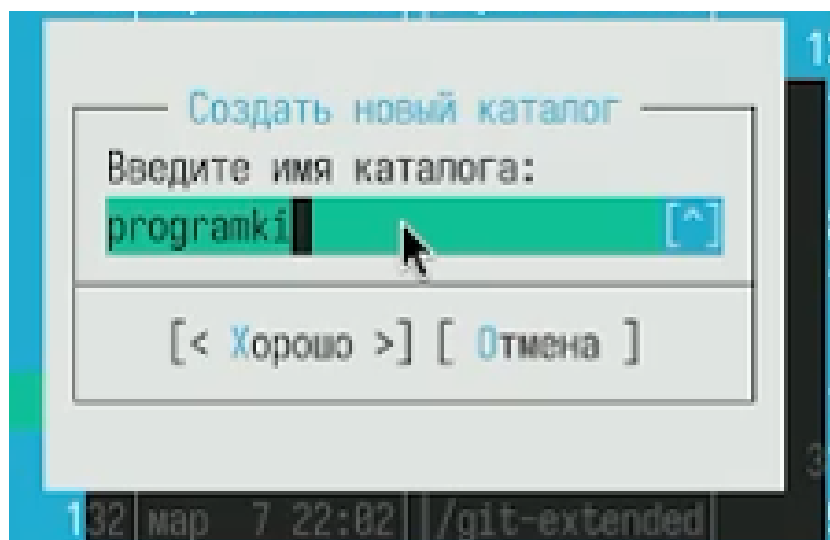 Создать новый каталог
Введите имя каталога:
programki [^]
[< Хорошо >] [ Отмена ]
132 мар 7 22:02 /git-extended